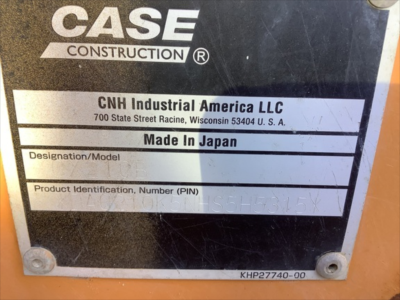 CASE
CONSTRUCTION ®
CNH Industrial America LLC
700 State Street Racine, Wisconsin 53404 U. S. A.
Made In Japan
Designation/Model
Product Identification, Number (PIN)
KHP27740-00